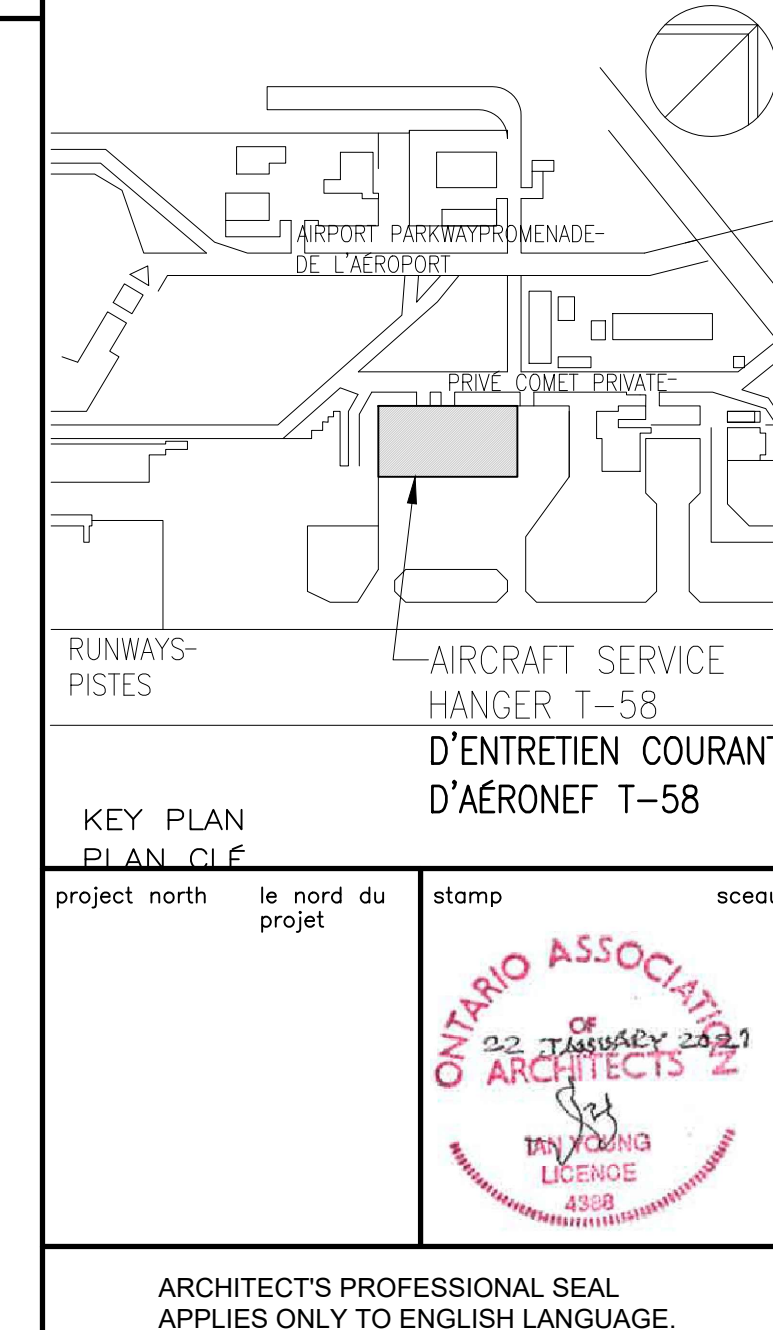 AIRPORT PARKWAYPROMENADE-
DE L'AÉROPORT
PRIVÉ COMET PRIVATE-
RUNWAYS-
PISTES
AIRCRAFT SERVICE
HANGER T-58
D'ENTRETIEN COURANT
D'AÉRONEF T-58
KEY PLAN
PLAN CLÉ
project north
le nord du
projet
stamp
sceau
ONTARIO ASSOCIATION
OF
22 JANUARY 2021
ARCHITECTS
IAN YOUNG
LICENCE
4388
ARCHITECT'S PROFESSIONAL SEAL
APPLIES ONLY TO ENGLISH LANGUAGE.